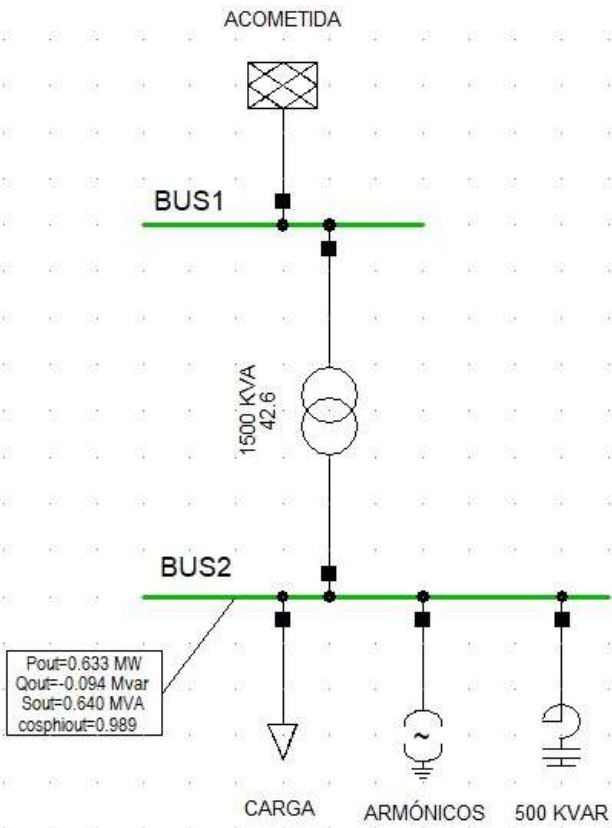 ACOMETIDA
BUS1
1500 KVA
42.6
BUS2
Pout=0.633 MW
Qout=-0.094 Mvar
Sout=0.640 MVA
cosphiout=0.989
~
CARGA
ARMÓNICOS
500 KVAR